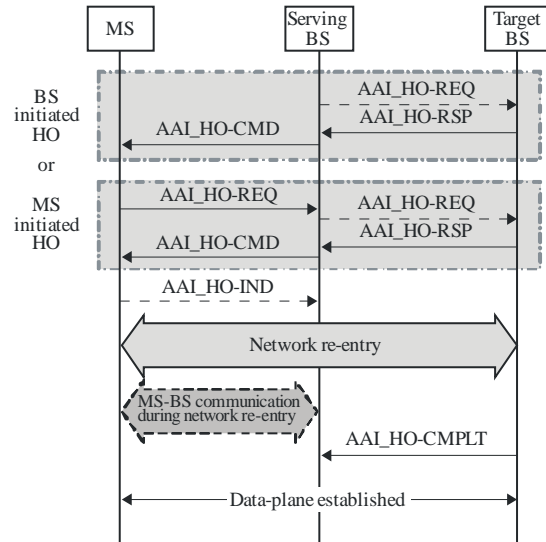 MS
Serving
BS
Target
BS
BS
initiated
HO
AAI_HO-REQ
AAI_HO-RSP
AAI_HO-CMD
or
MS
initiated
HO
AAI_HO-REQ
AAI_HO-REQ
AAI_HO-RSP
AAI_HO-CMD
AAI_HO-IND
Network re-entry
MS-BS communication
during network re-entry
AAI_HO-CMPLT
Data-plane established